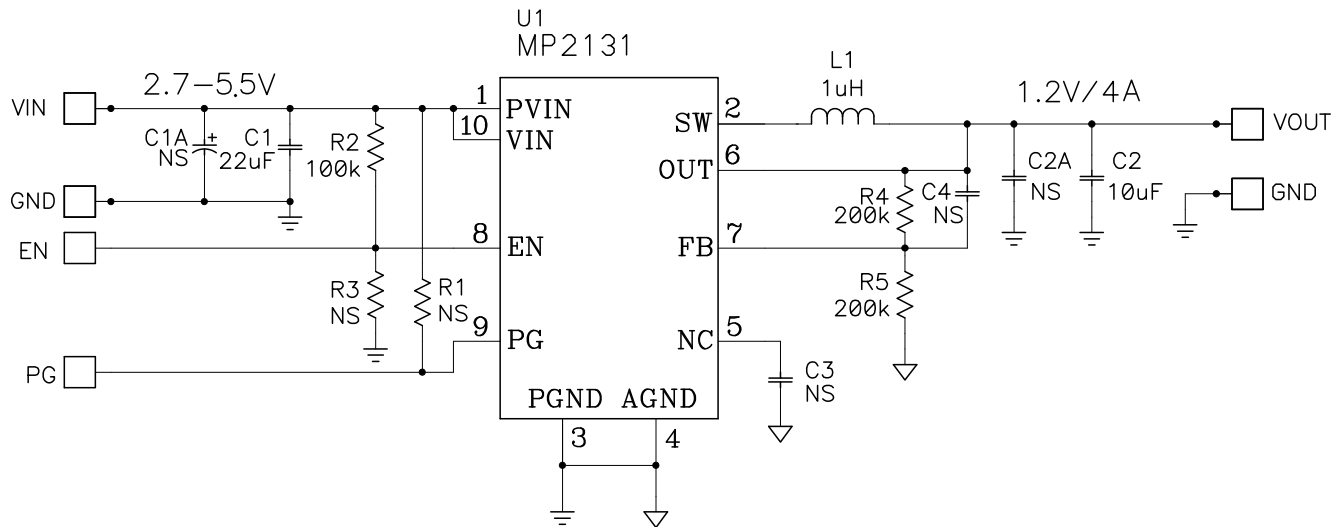 U1
MP2131
VIN
2.7-5.5V
C1A
NS
+
C1
22uF
R2
100k
GND
EN
R3
NS
R1
NS
PG
1
PVIN
10
VIN
8
EN
9
PG
PGND
3
AGND
4
SW
2
OUT
6
FB
7
NC
5
L1
1uH
1.2V/4A
VOUT
R4
200k
C4
NS
C2A
NS
C2
10uF
GND
R5
200k
C3
NS